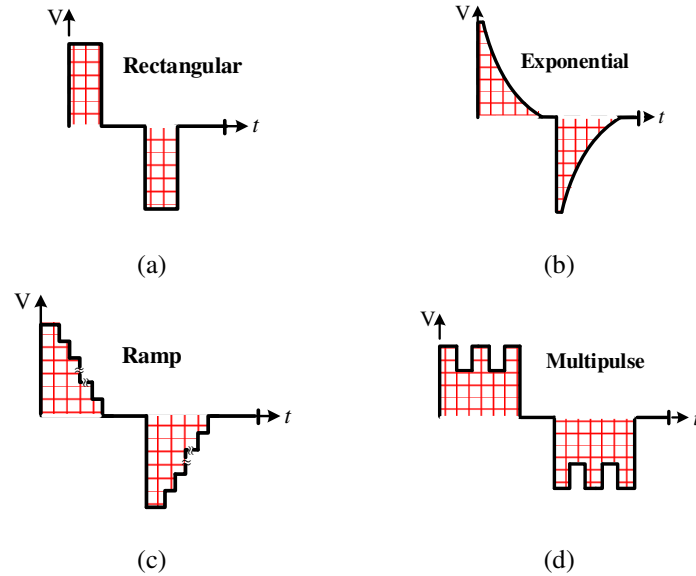 V
Rectangular
t
(a)
V
Exponential
t
(b)
V
Ramp
t
(c)
V
Multipulse
t
(d)